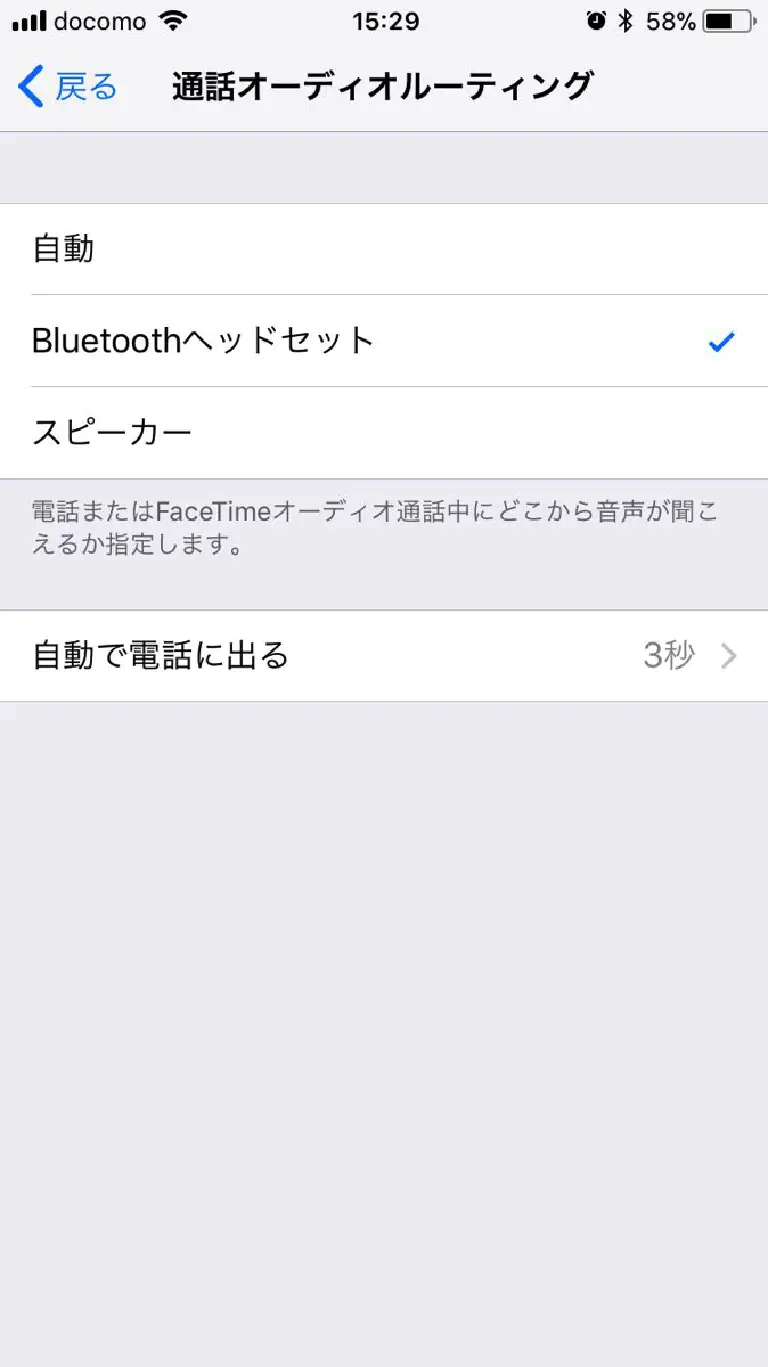 docomo 15:29 58%
戻る 通話オーディオルーティング
自動
Bluetoothヘッドセット
スピーカー
電話またはFaceTimeオーディオ通話中にどこから音声が聞こ
えるか指定します。
自動で電話に出る 3秒